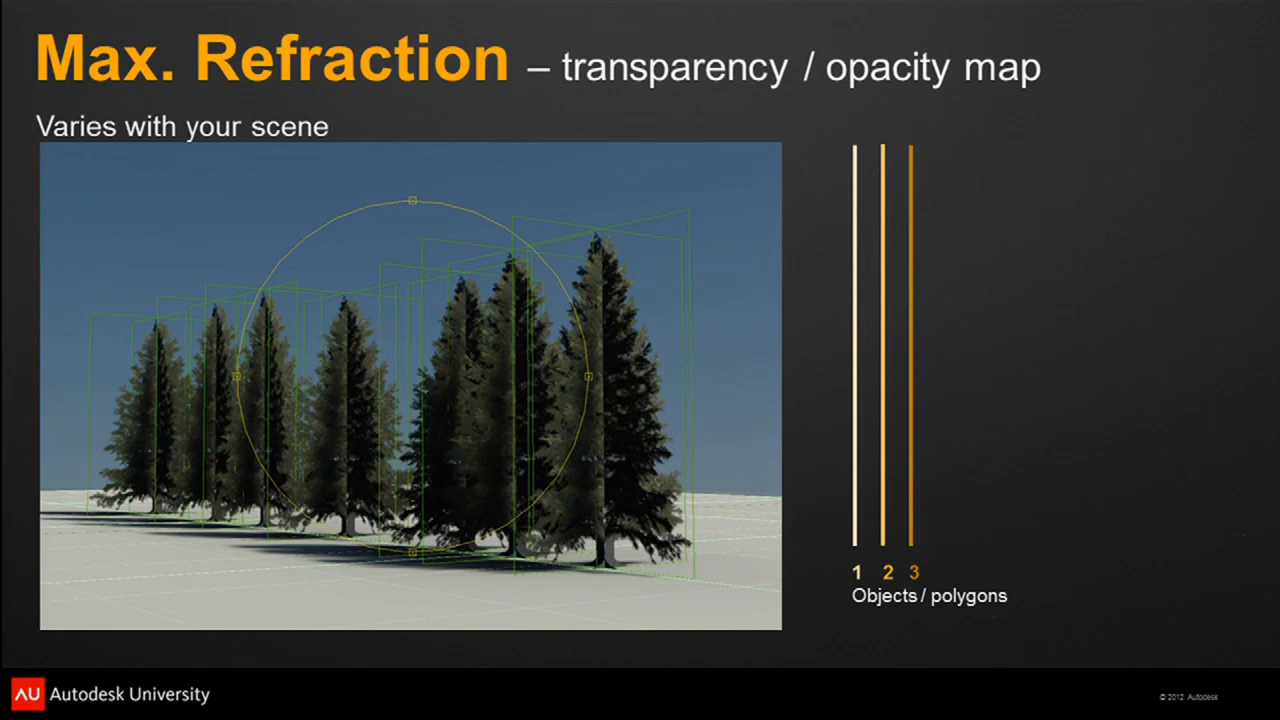 Max. Refraction – transparency / opacity map
Varies with your scene
1 2 3
Objects / polygons
AU Autodesk University
© 2012 Autodesk